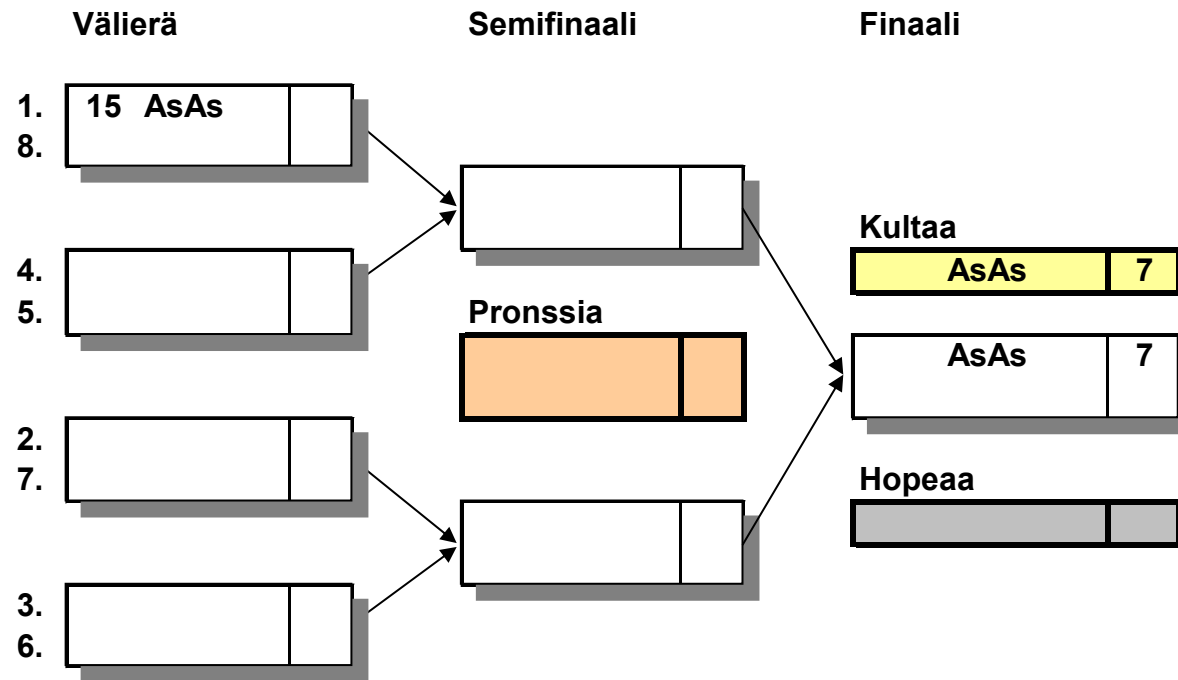 Välierä Semifinaali Finaali
1. 15 AsAs
8.
Kultaa
4. AsAs 7
5. Pronssia
AsAs 7
2.
7. Hopeaa
3.
6.